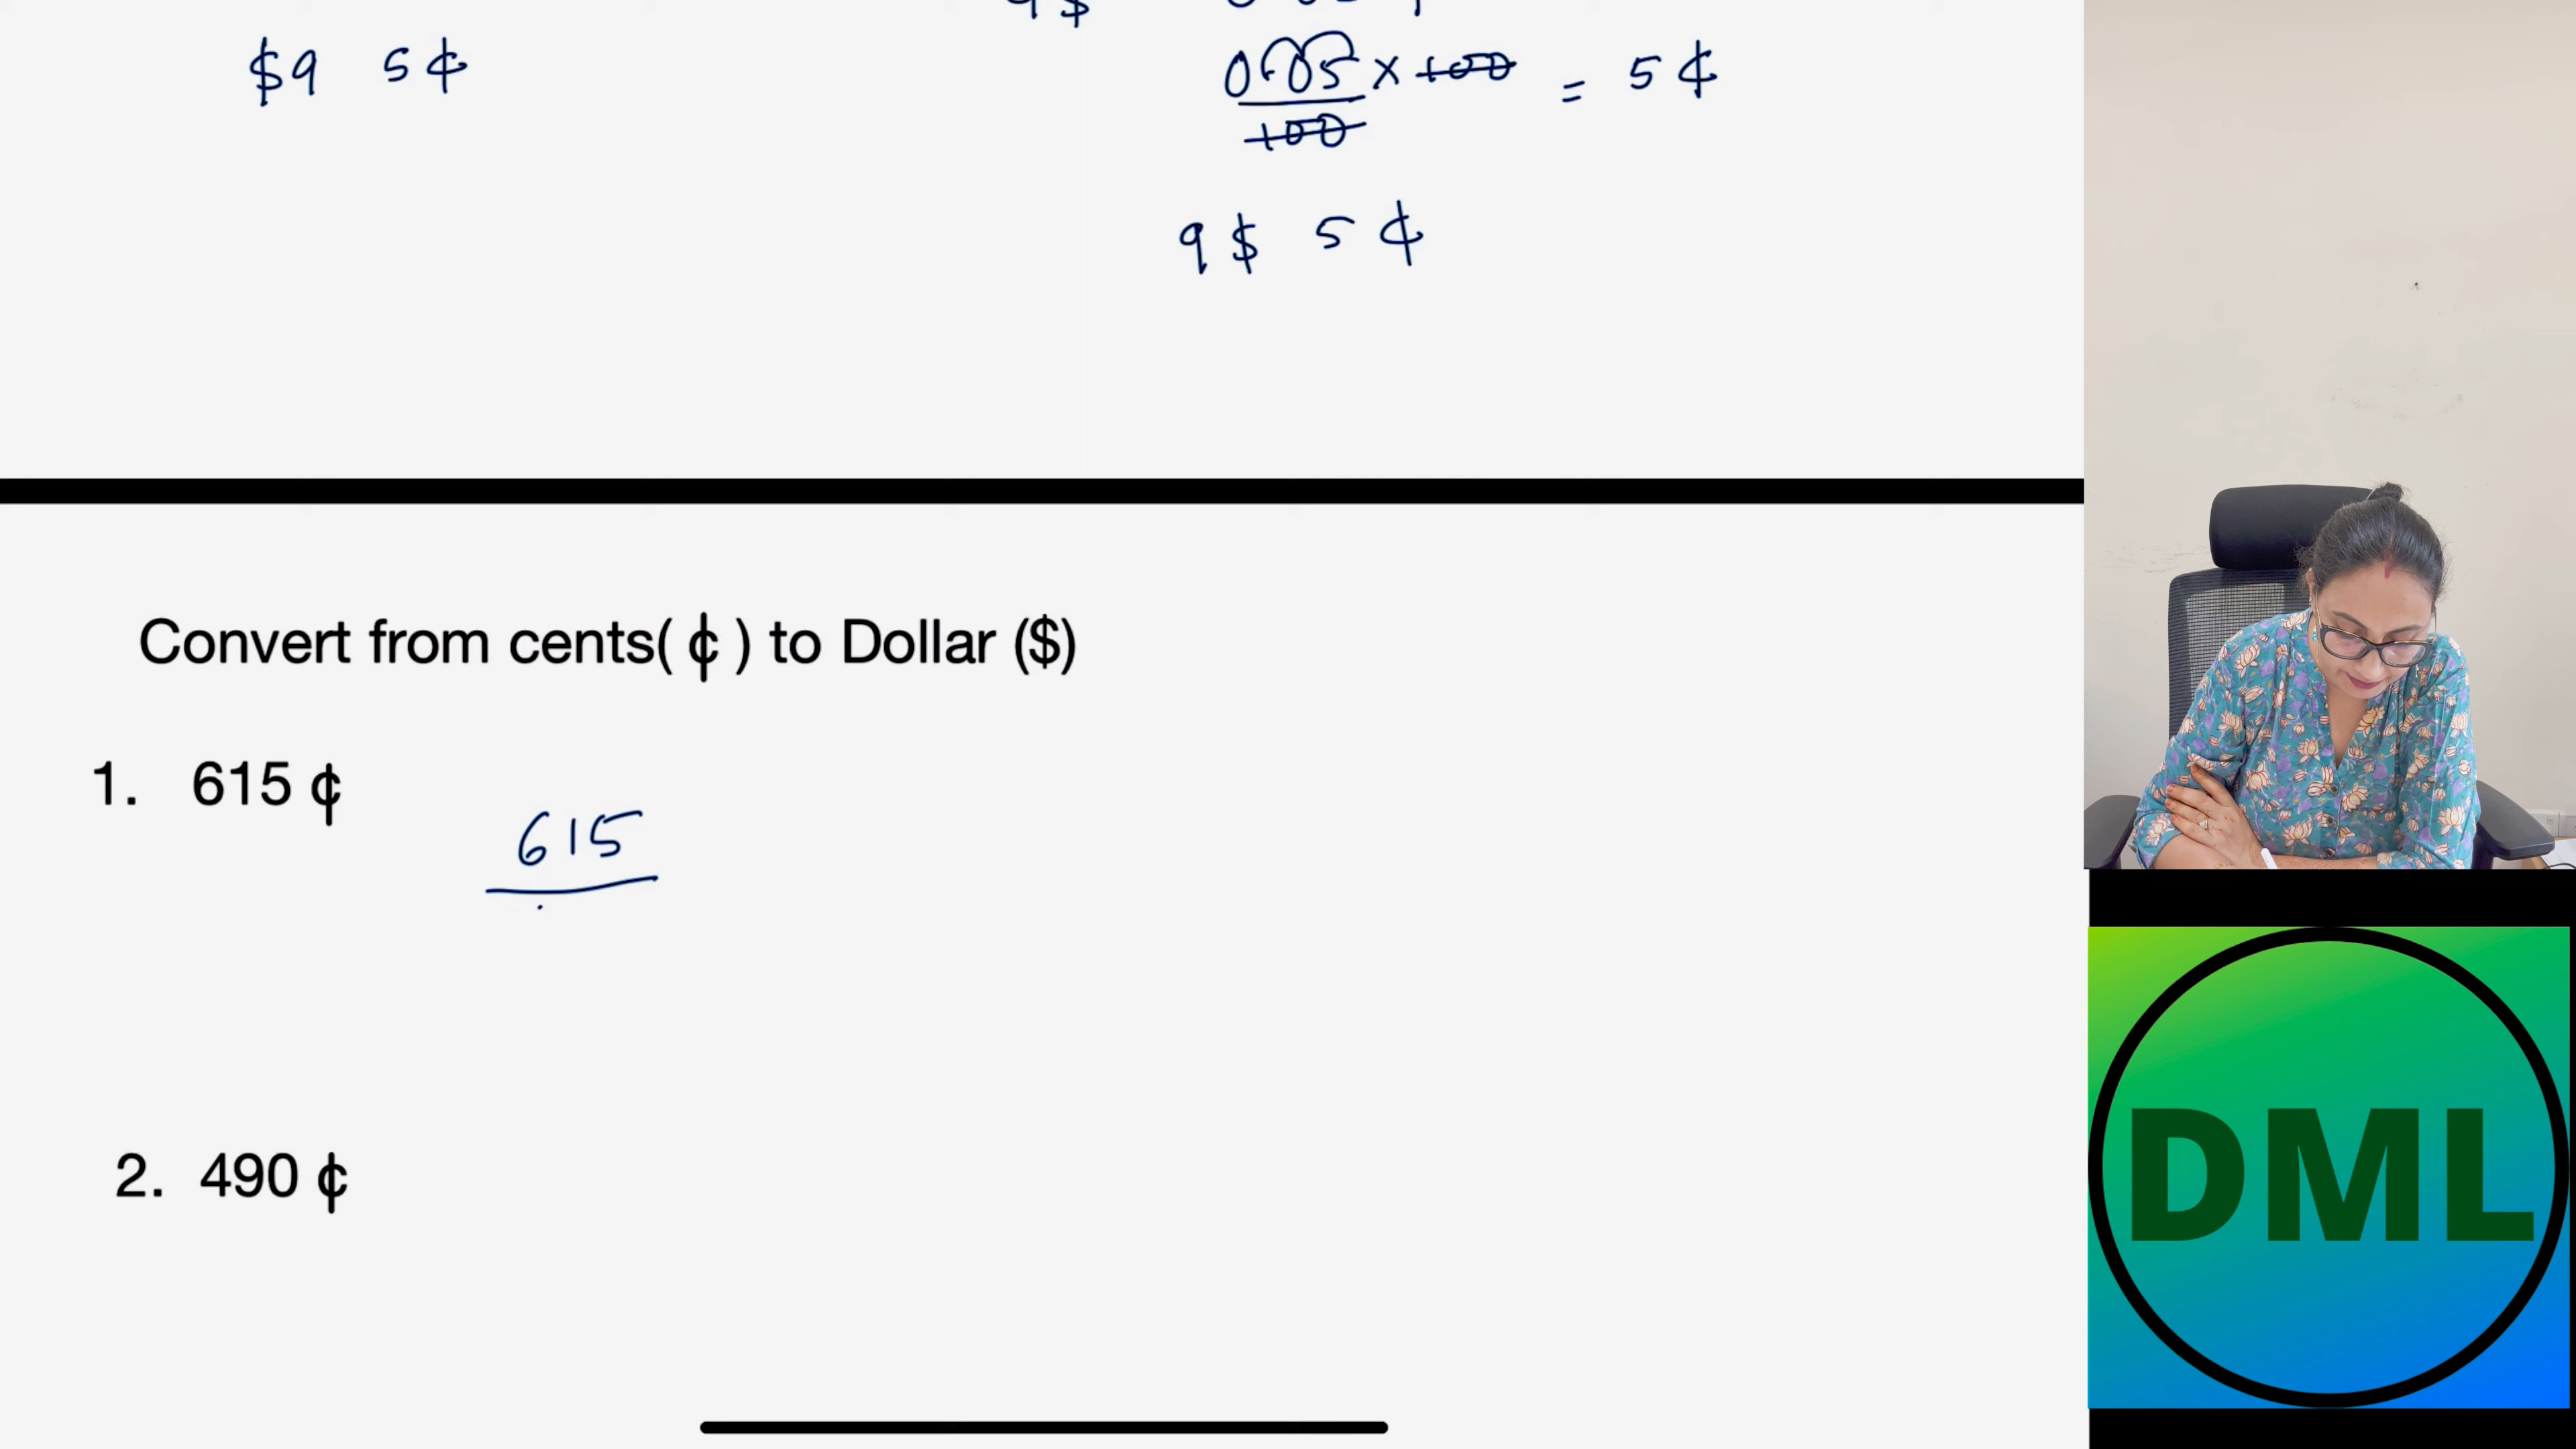 $9 5¢
0.05 × 100 = 5¢
100
9$ 5¢
Convert from cents( ¢ ) to Dollar ($)
1. 615 ¢
615
2. 490 ¢
DML